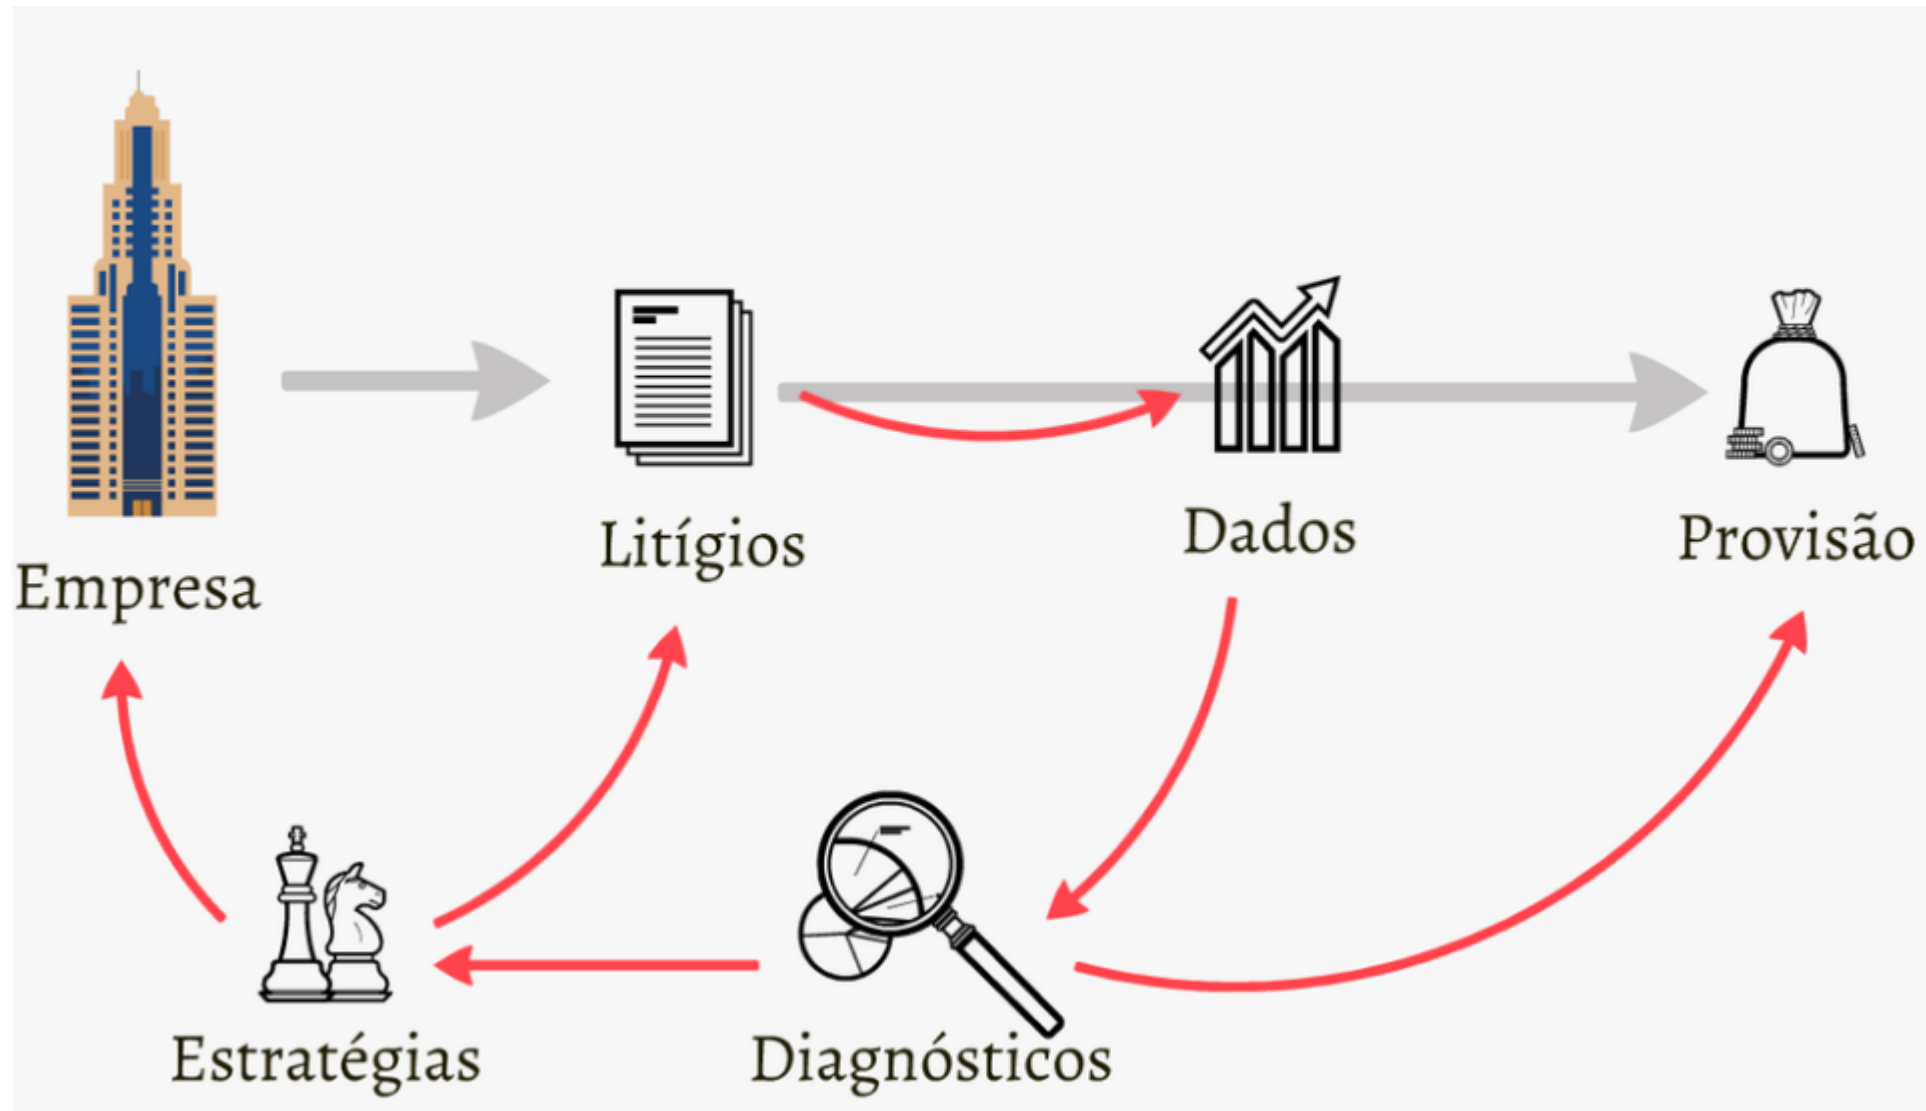 Empresa
Litígios
Dados
Provisão
Estratégias
Diagnósticos